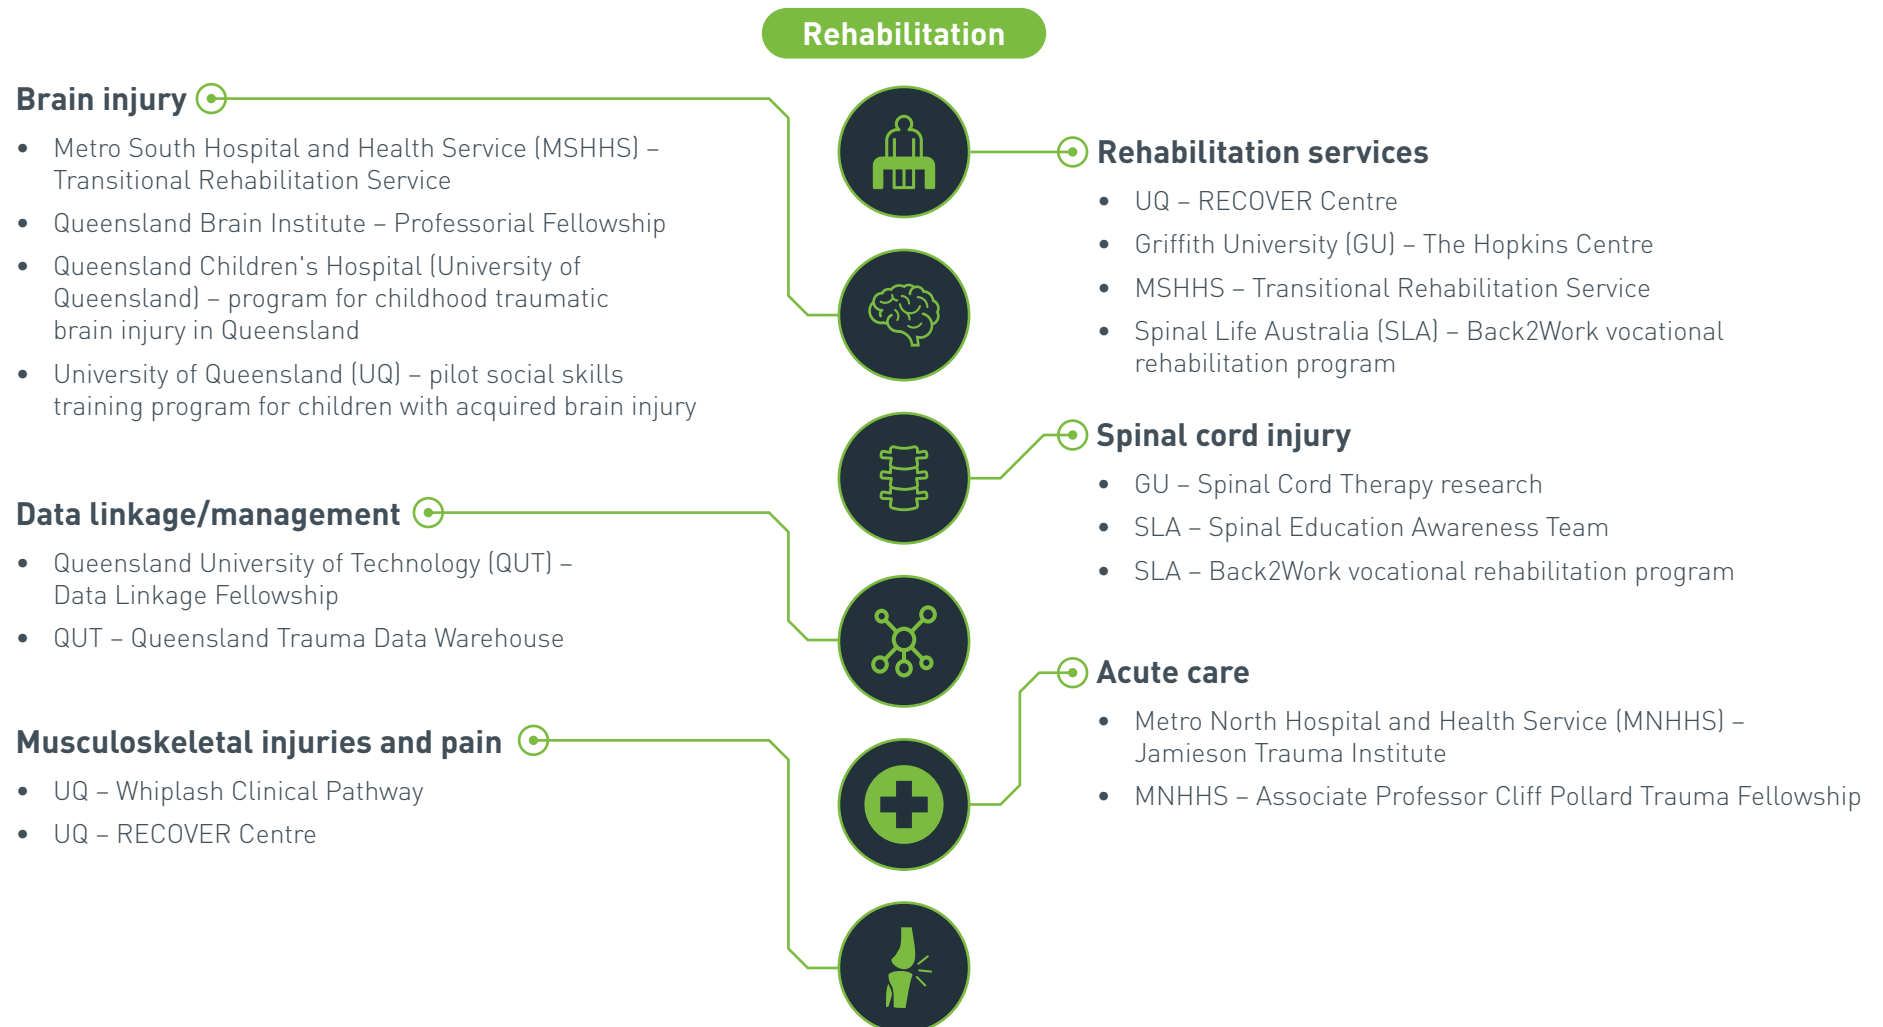 Rehabilitation
Brain injury
• Metro South Hospital and Health Service (MSHHS) –
Transitional Rehabilitation Service
• Queensland Brain Institute – Professorial Fellowship
• Queensland Children's Hospital (University of
Queensland) – program for childhood traumatic
brain injury in Queensland
• University of Queensland (UQ) – pilot social skills
training program for children with acquired brain injury
Data linkage/management
• Queensland University of Technology (QUT) –
Data Linkage Fellowship
• QUT – Queensland Trauma Data Warehouse
Musculoskeletal injuries and pain
• UQ – Whiplash Clinical Pathway
• UQ – RECOVER Centre
Rehabilitation services
• UQ – RECOVER Centre
• Griffith University (GU) – The Hopkins Centre
• MSHHS – Transitional Rehabilitation Service
• Spinal Life Australia (SLA) – Back2Work vocational
rehabilitation program
Spinal cord injury
• GU – Spinal Cord Therapy research
• SLA – Spinal Education Awareness Team
• SLA – Back2Work vocational rehabilitation program
Acute care
• Metro North Hospital and Health Service (MNHHS) –
Jamieson Trauma Institute
• MNHHS – Associate Professor Cliff Pollard Trauma Fellowship